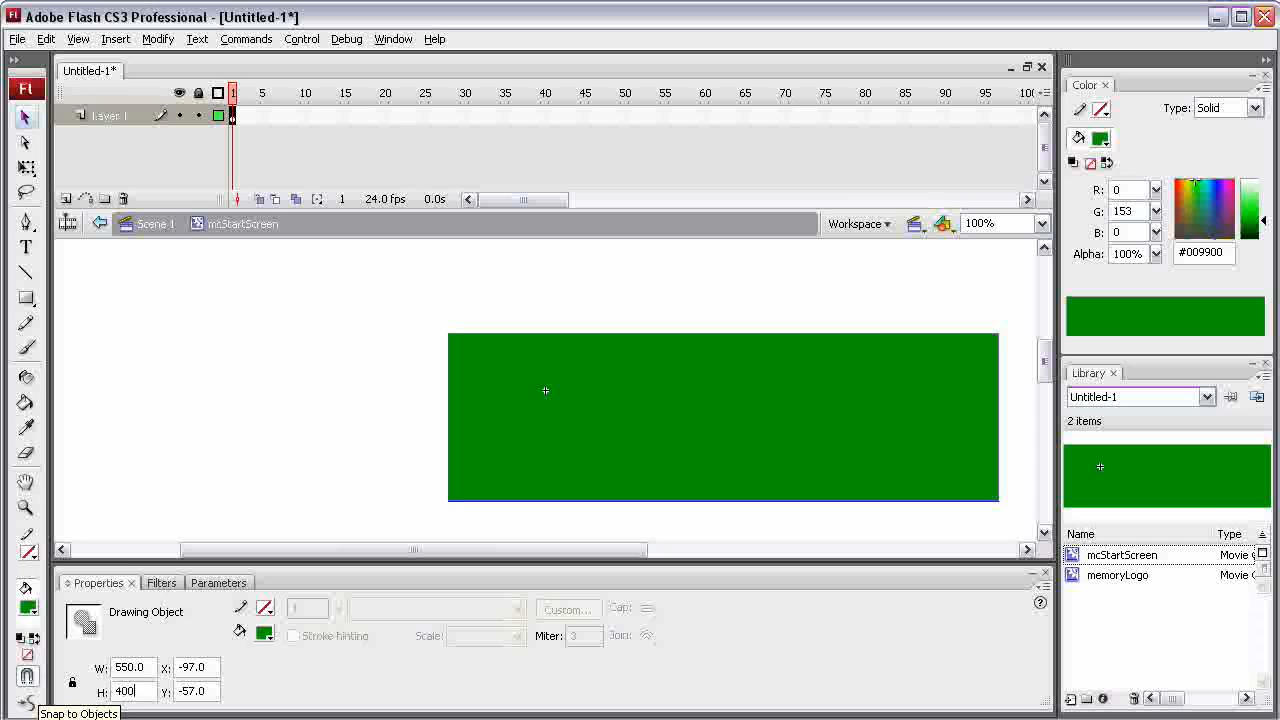 Adobe Flash CS3 Professional - [Untitled-1*]
File Edit View Insert Modify Text Commands Control Debug Window Help
Untitled-1*
1 5 10 15 20 25 30 35 40 45 50 55 60 65 70 75 80 85 90 95 100
Layer 1
1 24.0 fps 0.0s
Scene 1 mcStartScreen Workspace 100%
Fl
T
Color
Type: Solid
R: 0
G: 153
B: 0
Alpha: 100% #009900
Library
Untitled-1
2 items
Name Type
mcStartScreen Movie
memoryLogo Movie
Properties Filters Parameters
Drawing Object
1 Custom... Cap:
Stroke hinting Scale: Miter: 3 Join:
W: 550.0 X: -97.0
H: 400 Y: -57.0
Snap to Objects